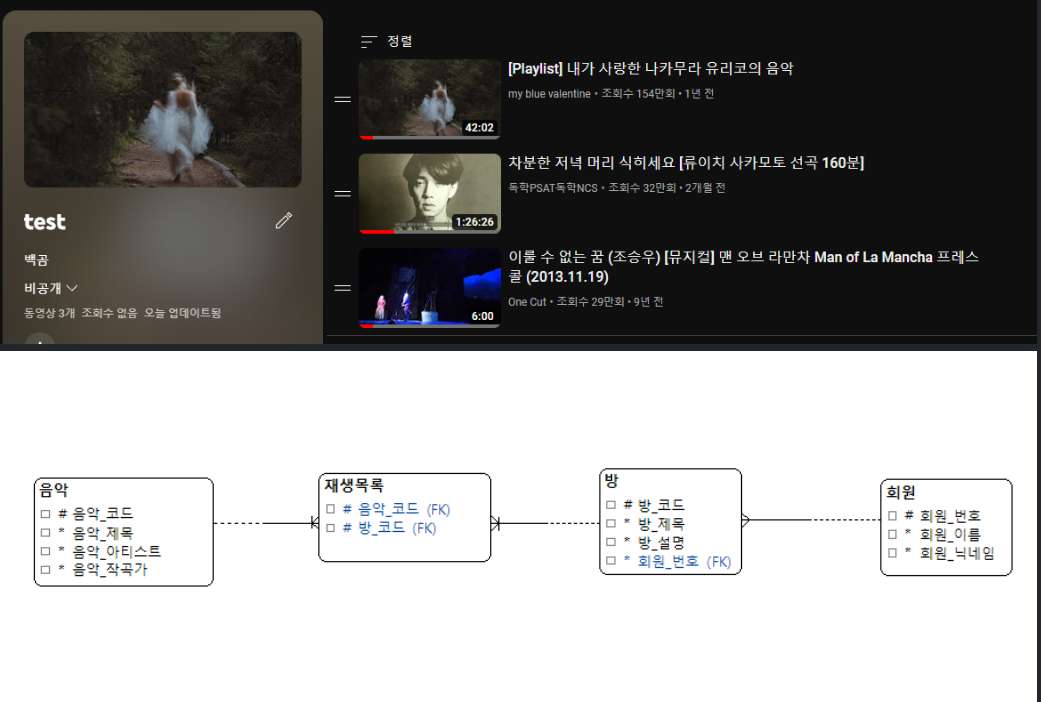 정렬
[Playlist] 내가 사랑한 나카무라 유리코의 음악
my blue valentine • 조회수 154만회 • 1년 전
42:02
차분한 저녁 머리 식히세요 [류이치 사카모토 선곡 160분]
독학PSAT독학NCS • 조회수 32만회 • 2개월 전
1:26:26
이룰 수 없는 꿈 (조승우) [뮤지컬] 맨 오브 라만차 Man of La Mancha 프레스
콜 (2013.11.19)
One Cut • 조회수 29만회 • 9년 전
6:00
test
백곰
비공개
동영상 3개 조회수 없음 오늘 업데이트됨
음악
# 음악_코드
* 음악_제목
* 음악_아티스트
* 음악_작곡가
재생목록
# 음악_코드 (FK)
# 방_코드 (FK)
방
# 방_코드
* 방_제목
* 방_설명
* 회원_번호 (FK)
회원
# 회원_번호
* 회원_이름
* 회원_닉네임